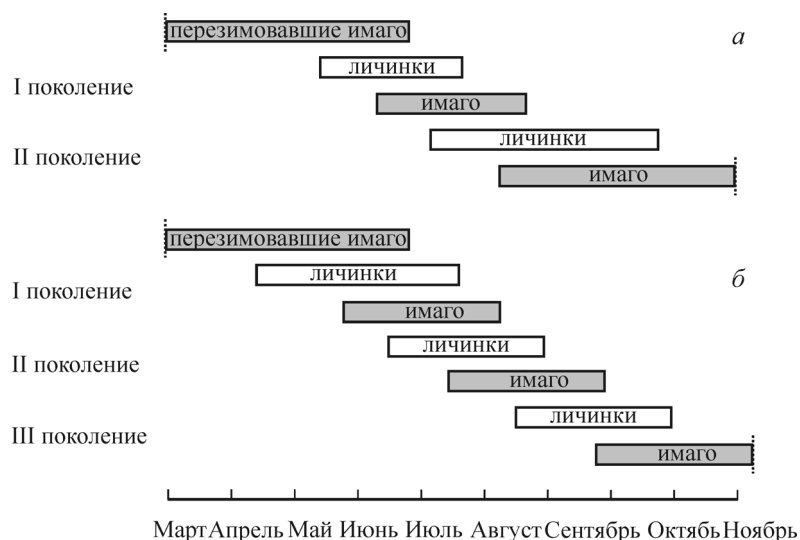 перезимовавшие имаго
а
личинки
I поколение
имаго
личинки
II поколение
имаго
перезимовавшие имаго
личинки
б
I поколение
имаго
личинки
II поколение
имаго
личинки
III поколение
имаго
Март Апрель Май Июнь Июль Август Сентябрь Октябь Ноябрь